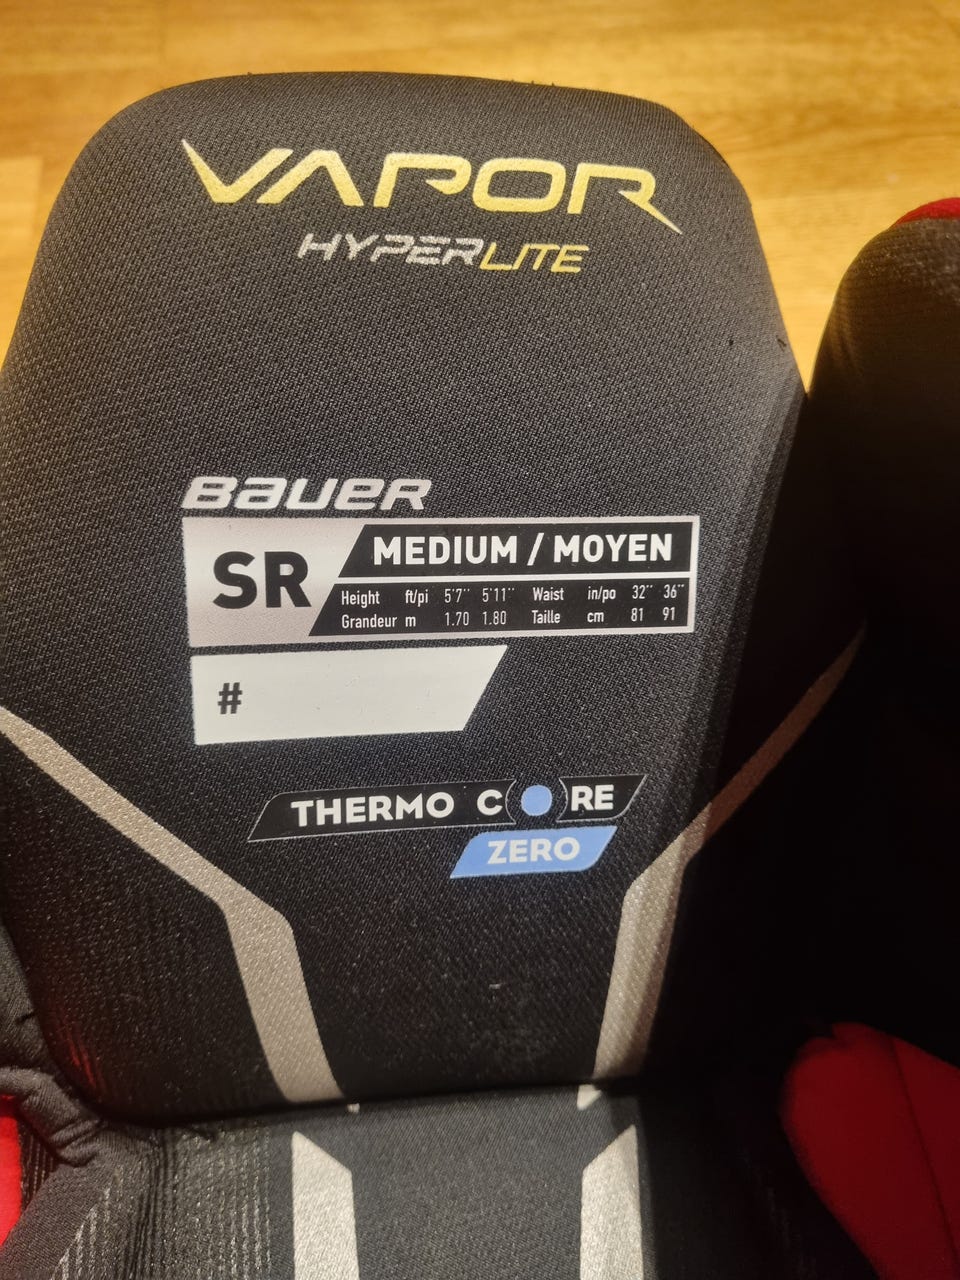 VAPOR
HYPERLITE
BAUER
SR
MEDIUM / MOYEN
Height ft/pi 5'7'' 5'11'' Waist in/po 32'' 36''
Grandeur m 1.70 1.80 Taille cm 81 91
#
THERMO CORE
ZERO